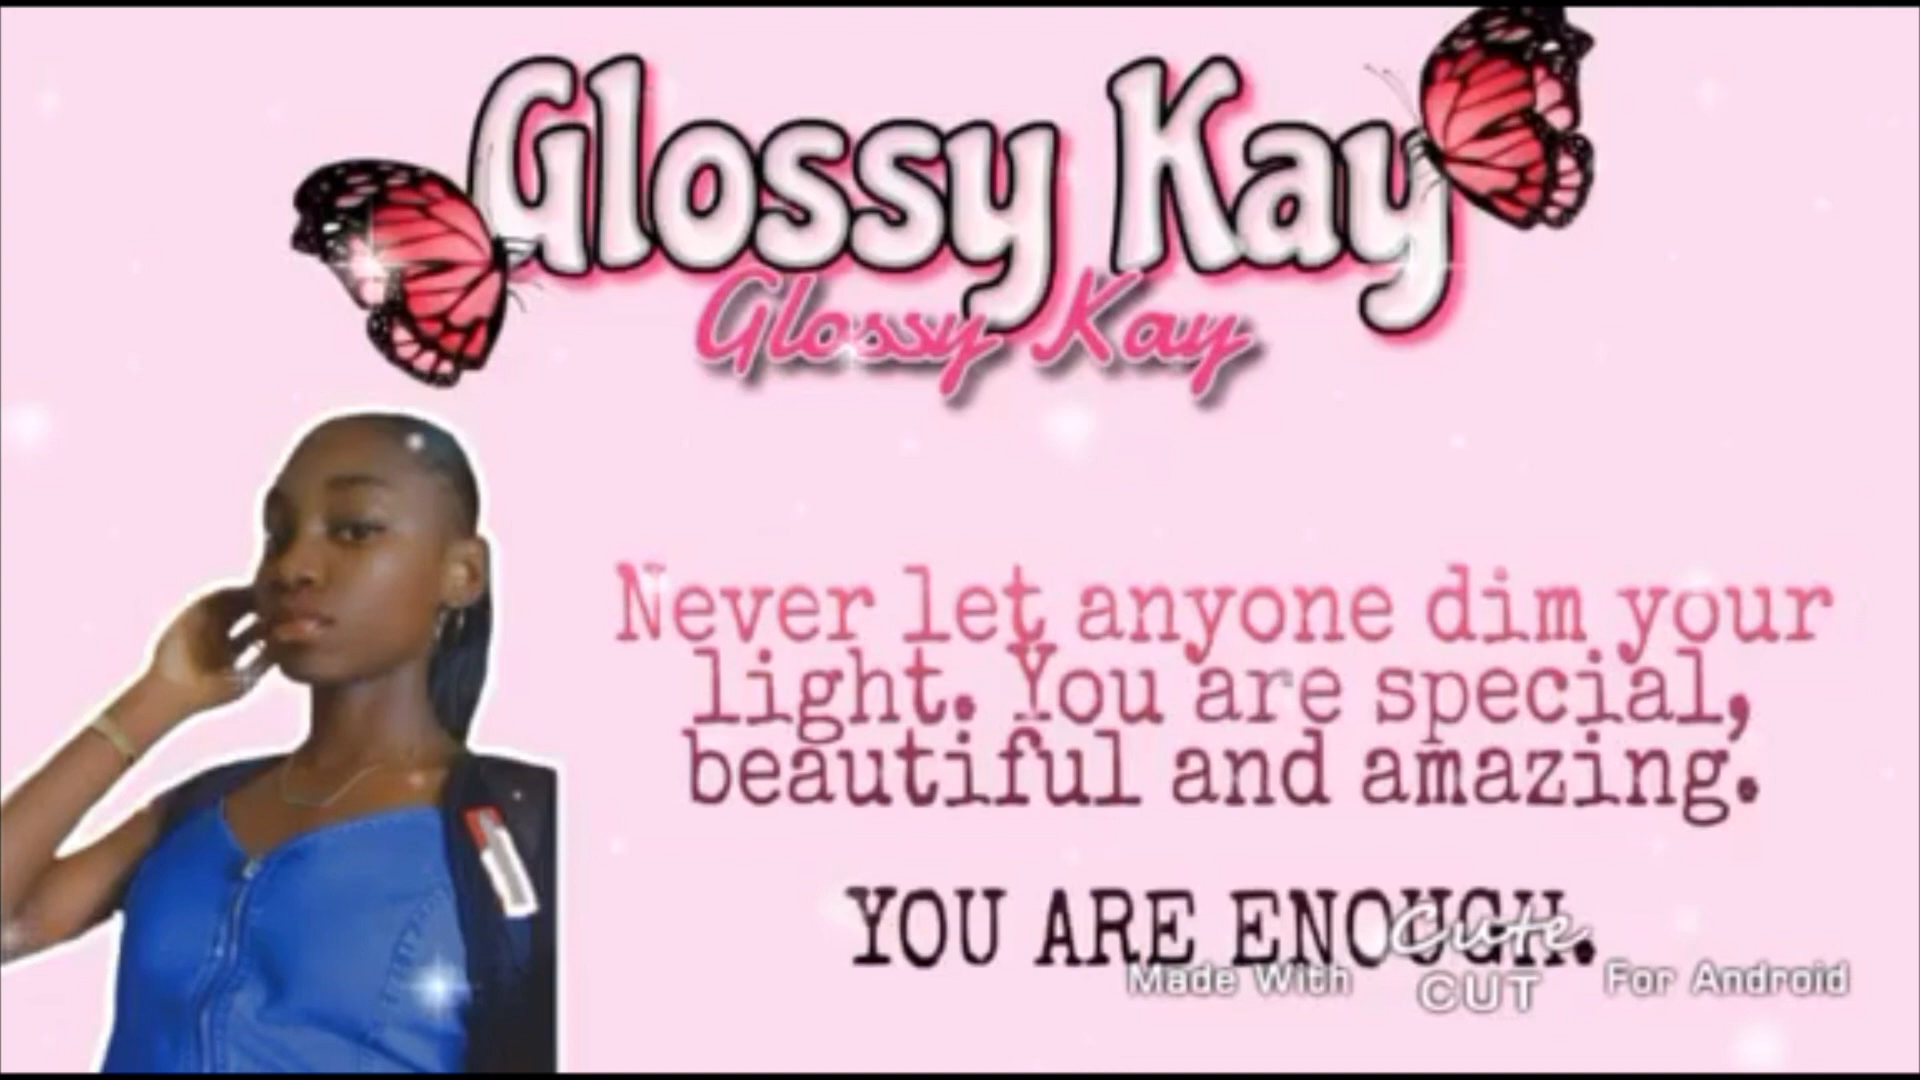 Glossy Kay
Glossy Kay
Never let anyone dim your
light. You are special,
beautiful and amazing.
YOU ARE ENOUGH.
Made With Cute CUT For Android